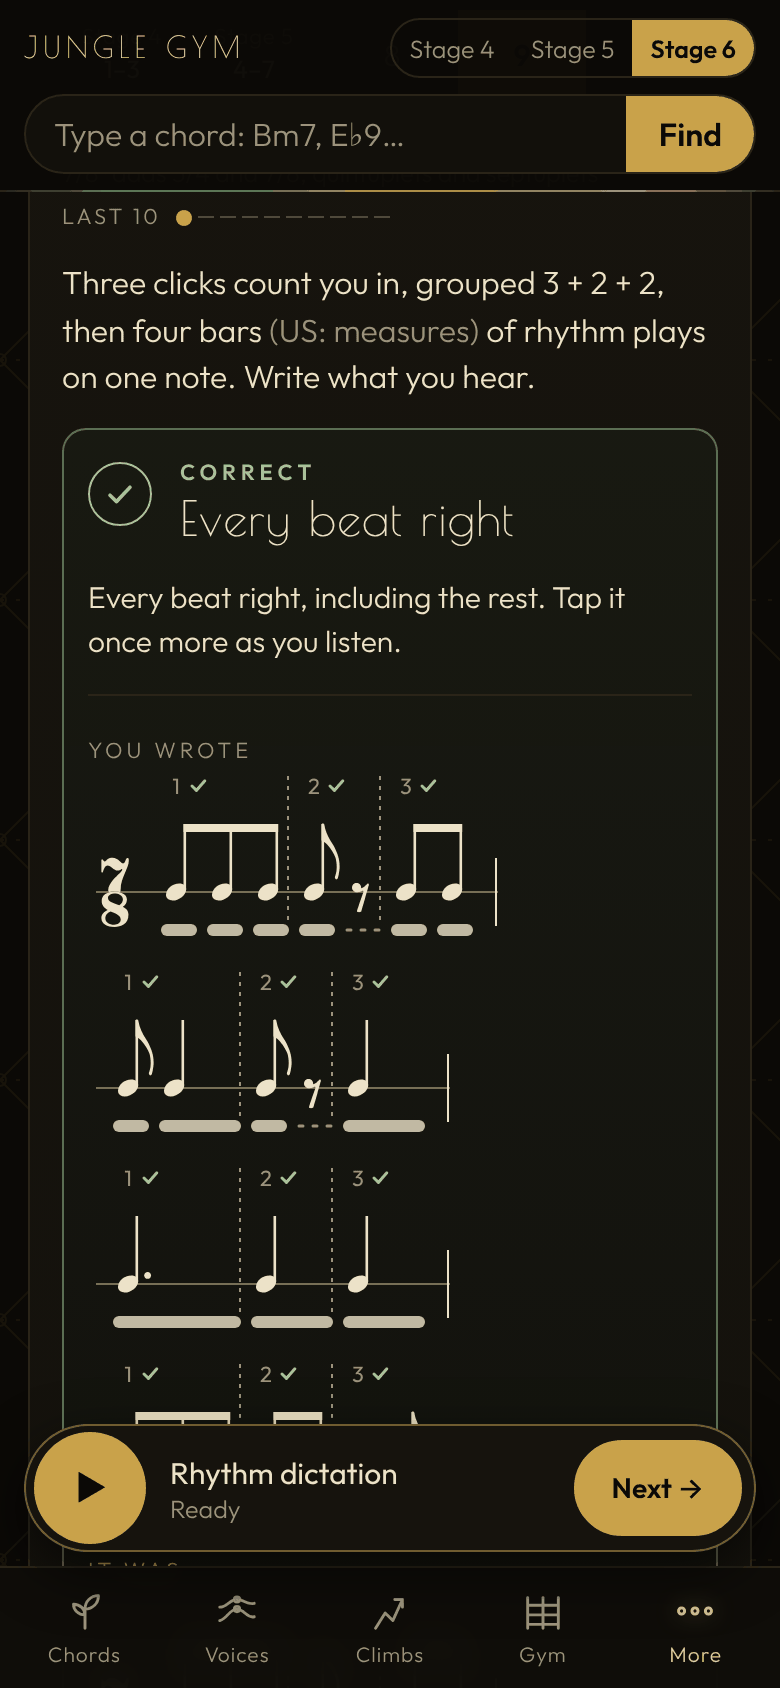 JUNGLE GYM
Stage 4 Stage 5 Stage 6
Type a chord: Bm7, E♭9...
Find
LAST 10
Three clicks count you in, grouped 3 + 2 + 2,
then four bars (US: measures) of rhythm plays
on one note. Write what you hear.
CORRECT
Every beat right
Every beat right, including the rest. Tap it
once more as you listen.
YOU WROTE
1 2 3
7
8
1 2 3
1 2 3
1 2 3
Rhythm dictation
Ready
Next →
IT WAS
Chords Voices Climbs Gym More